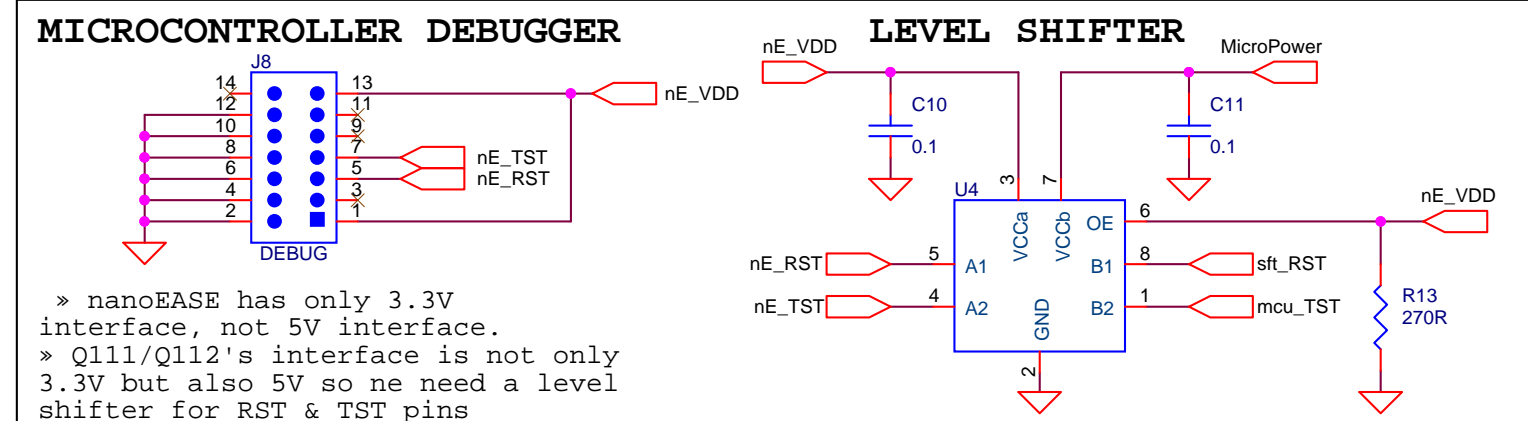 MICROCONTROLLER DEBUGGER
J8
14
13
nE_VDD
12
11
10
9
8
7
nE_TST
6
5
nE_RST
4
3
2
1
DEBUG
» nanoEASE has only 3.3V
interface, not 5V interface.
» Q111/Q112's interface is not only
3.3V but also 5V so ne need a level
shifter for RST & TST pins
LEVEL SHIFTER
nE_VDD
MicroPower
C10
0.1
C11
0.1
U4
3
7
VCCa
VCCb
OE
6
nE_VDD
nE_RST
5
A1
B1
8
sft_RST
nE_TST
4
A2
B2
1
mcu_TST
GND
2
R13
270R